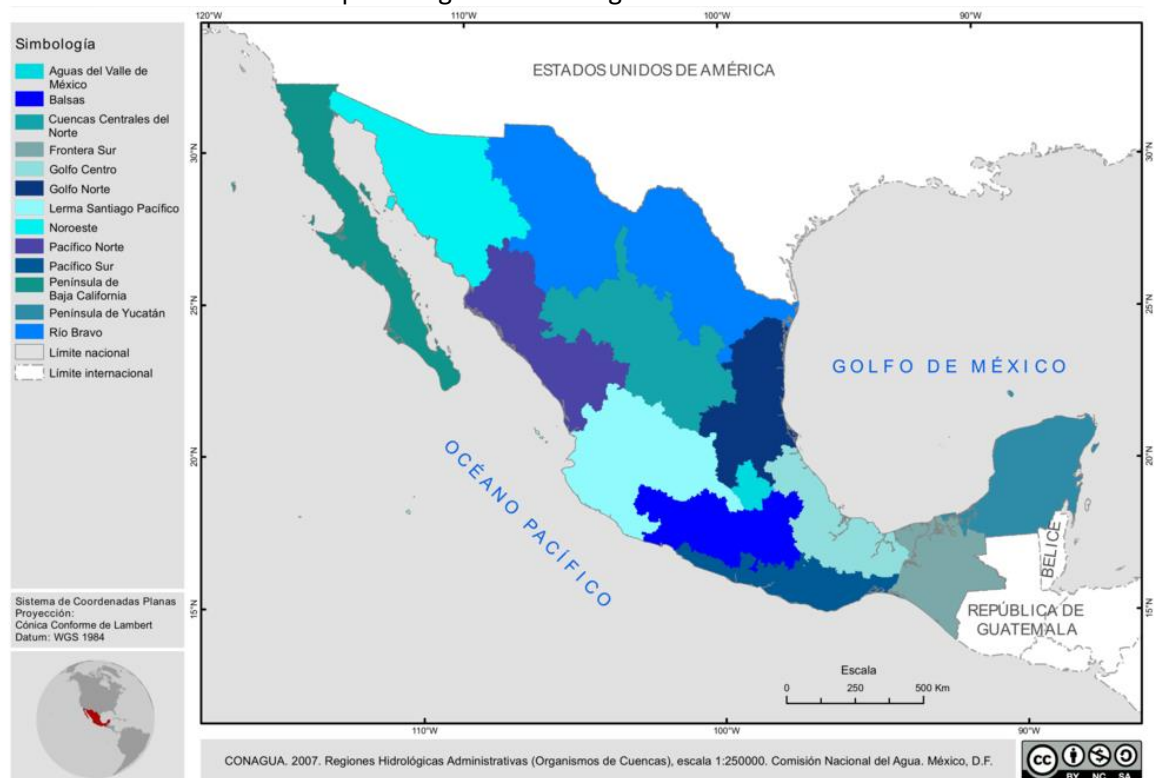 120°W 110°W 100°W 90°W
Simbología
Aguas del Valle de
México
Balsas
Cuencas Centrales del
Norte
Frontera Sur
Golfo Centro
Golfo Norte
Lerma Santiago Pacífico
Noroeste
Pacífico Norte
Pacífico Sur
Península de
Baja California
Península de Yucatán
Río Bravo
Límite nacional
Límite internacional
ESTADOS UNIDOS DE AMÉRICA
30°N 30°N
25°N 25°N
GOLFO DE MÉXICO
20°N 20°N
OCÉANO PACÍFICO
BELICE
15°N 15°N
REPÚBLICA DE
GUATEMALA
Sistema de Coordenadas Planas
Proyección:
Cónica Conforme de Lambert
Datum: WGS 1984
Escala
0 250 500 Km
110°W 100°W 90°W
CONAGUA. 2007. Regiones Hidrológicas Administrativas (Organismos de Cuencas), escala 1:250000. Comisión Nacional del Agua. México, D.F.
cc
BY NC SA